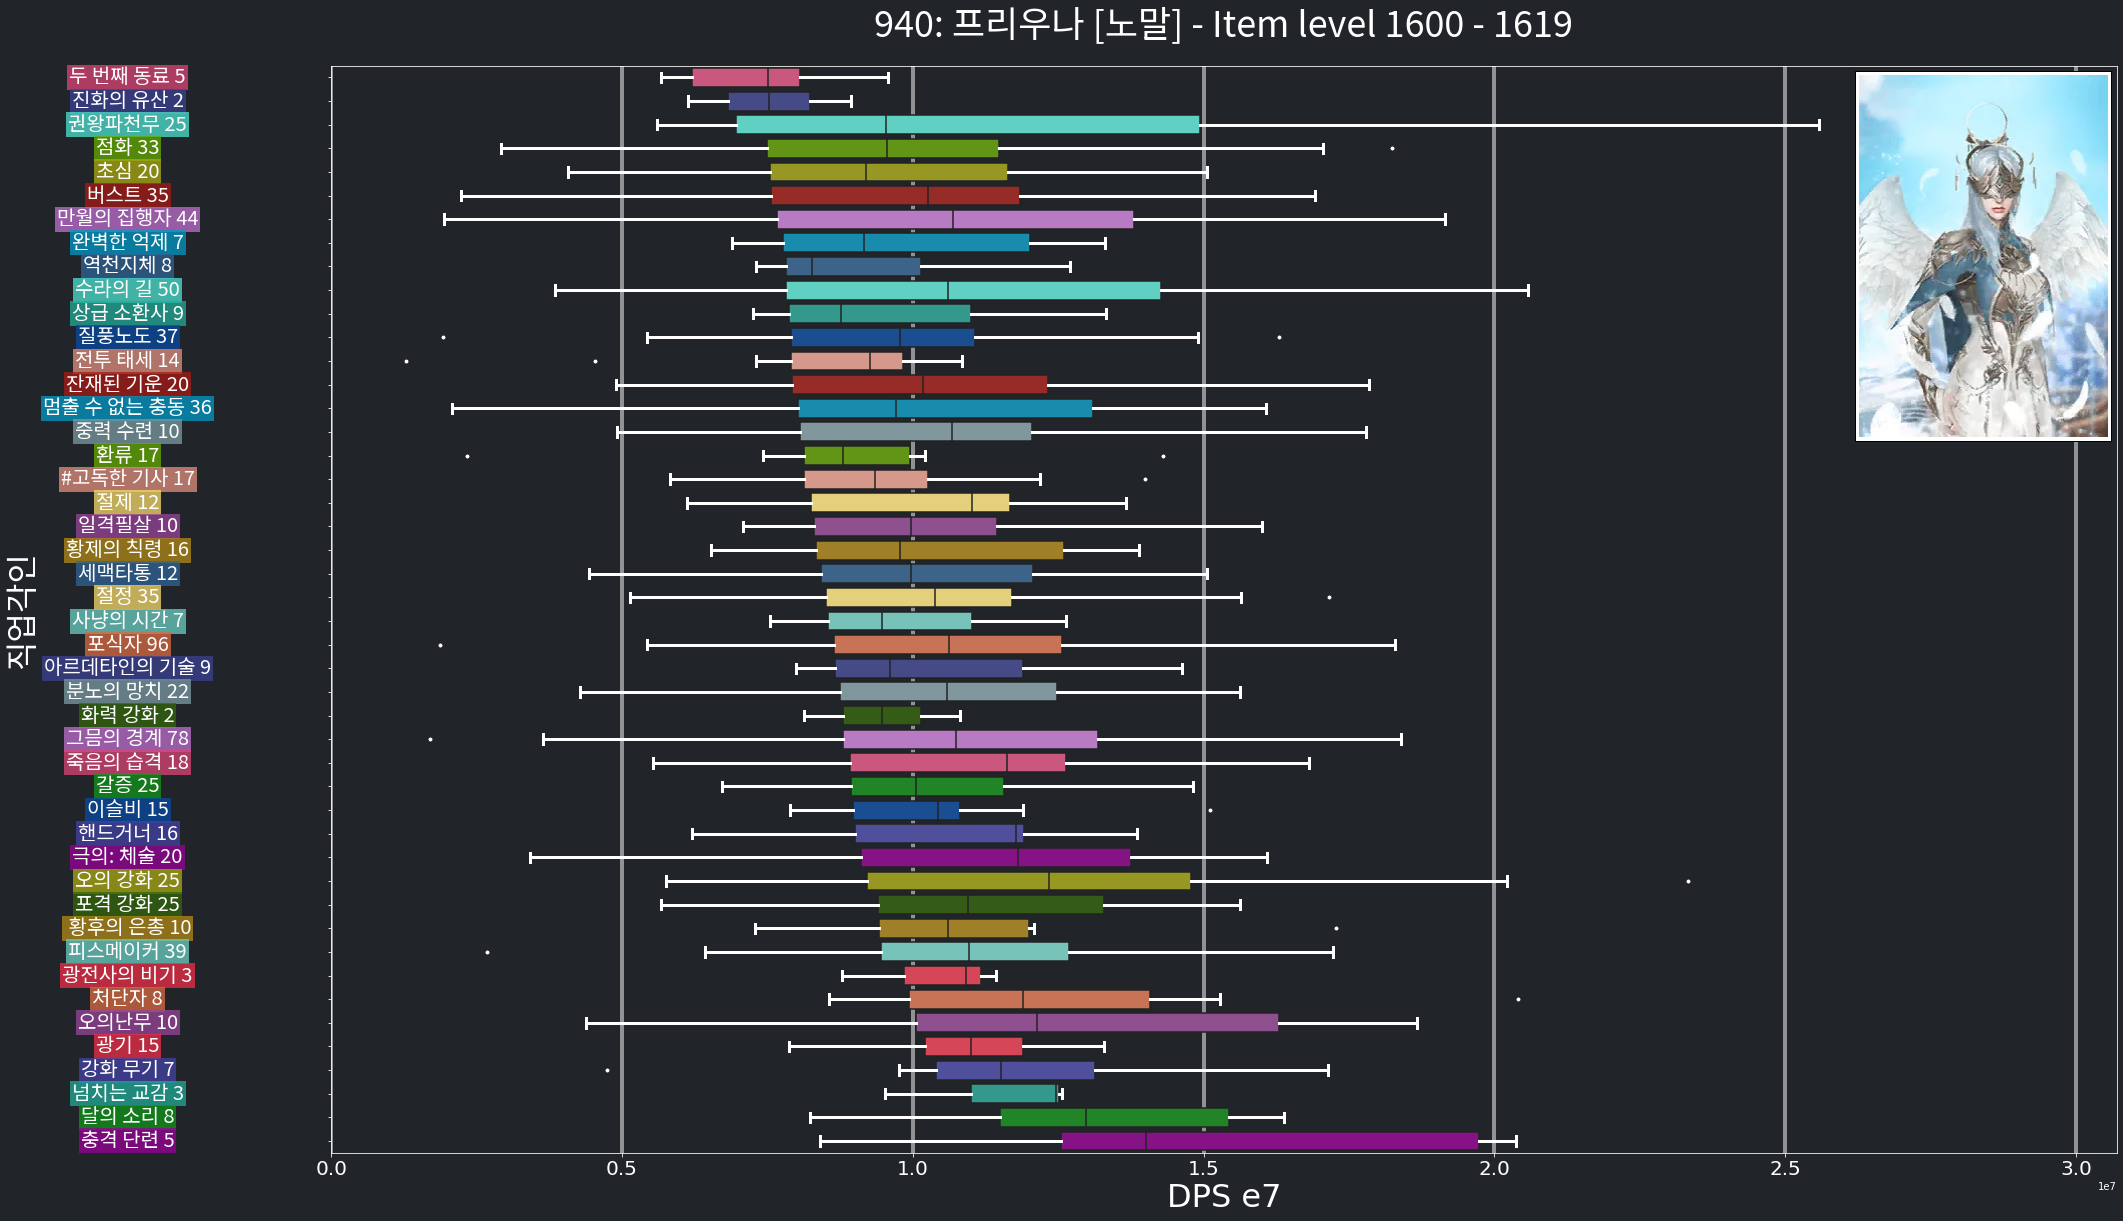 940: 프리우나 [노말] - Item level 1600 - 1619
두 번째 동료 5
진화의 유산 2
권왕파천무 25
점화 33
초심 20
버스트 35
만월의 집행자 44
완벽한 억제 7
역천지체 8
수라의 길 50
상급 소환사 9
질풍노도 37
전투 태세 14
잔재된 기운 20
멈출 수 없는 충동 36
중력 수련 10
환류 17
#고독한 기사 17
절제 12
일격필살 10
황제의 칙령 16
세맥타통 12
절정 35
사냥의 시간 7
포식자 96
아르데타인의 기술 9
분노의 망치 22
화력 강화 2
그믐의 경계 78
죽음의 습격 18
갈증 25
이슬비 15
핸드거너 16
극의: 체술 20
오의 강화 25
포격 강화 25
황후의 은총 10
피스메이커 39
광전사의 비기 3
처단자 8
오의난무 10
광기 15
강화 무기 7
넘치는 교감 3
달의 소리 8
충격 단련 5
직업각인
0.0 0.5 1.0 1.5 2.0 2.5 3.0
1e7
DPS e7